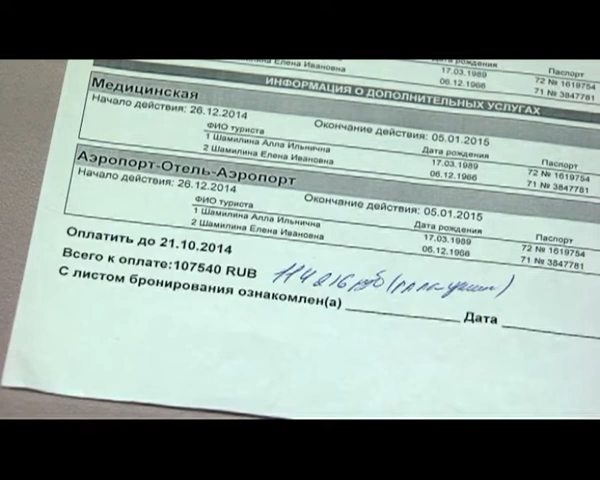 Дата рождения Паспорт
17.03.1989 72 № 1619754
Шамилина Елена Ивановна 06.12.1966 71 № 3847781
ИНФОРМАЦИЯ О ДОПОЛНИТЕЛЬНЫХ УСЛУГАХ
Медицинская
Начало действия: 26.12.2014 Окончание действия: 05.01.2015
ФИО туриста Дата рождения Паспорт
1 Шамилина Алла Ильинична 17.03.1989 72 № 1619754
2 Шамилина Елена Ивановна 06.12.1966 71 № 3847781
Аэропорт-Отель-Аэропорт
Начало действия: 26.12.2014 Окончание действия: 05.01.2015
ФИО туриста Дата рождения Паспорт
1 Шамилина Алла Ильинична 17.03.1989 72 № 1619754
2 Шамилина Елена Ивановна 06.12.1966 71 № 3847781
Оплатить до 21.10.2014
Всего к оплате:107540 RUB 114816 руб
С листом бронирования ознакомлен(а) Дата